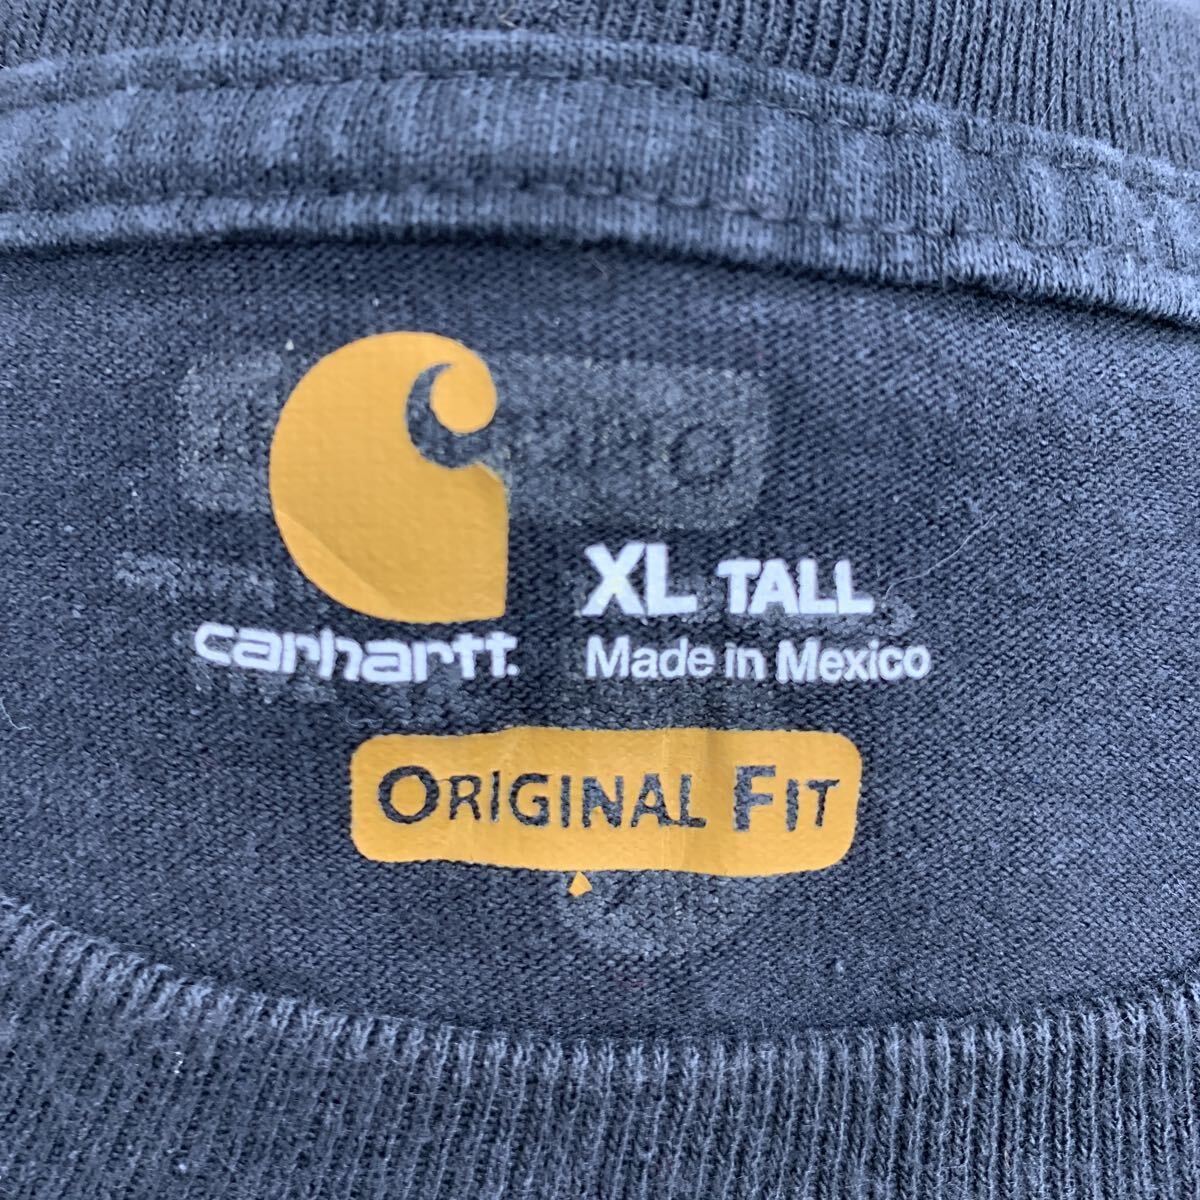 carhartt.
XL TALL
Made in Mexico
ORIGINAL FIT